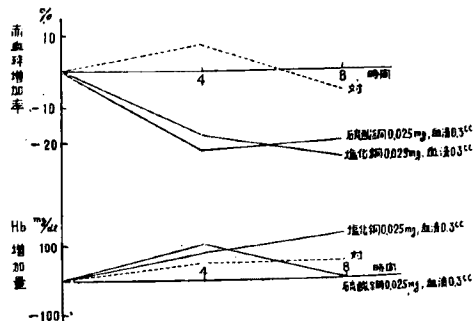 %
赤血球増加率
10
-10
-20
4
8 時間
対
硫酸銅0,025mg,血清0,3cc
塩化銅0,025mg,血清0,3cc
Hb増加量
mg/dl
100
-100
塩化銅0,025mg,血清0,3cc
対
4
8
時間
硫酸銅0,025mg,血清0,3cc